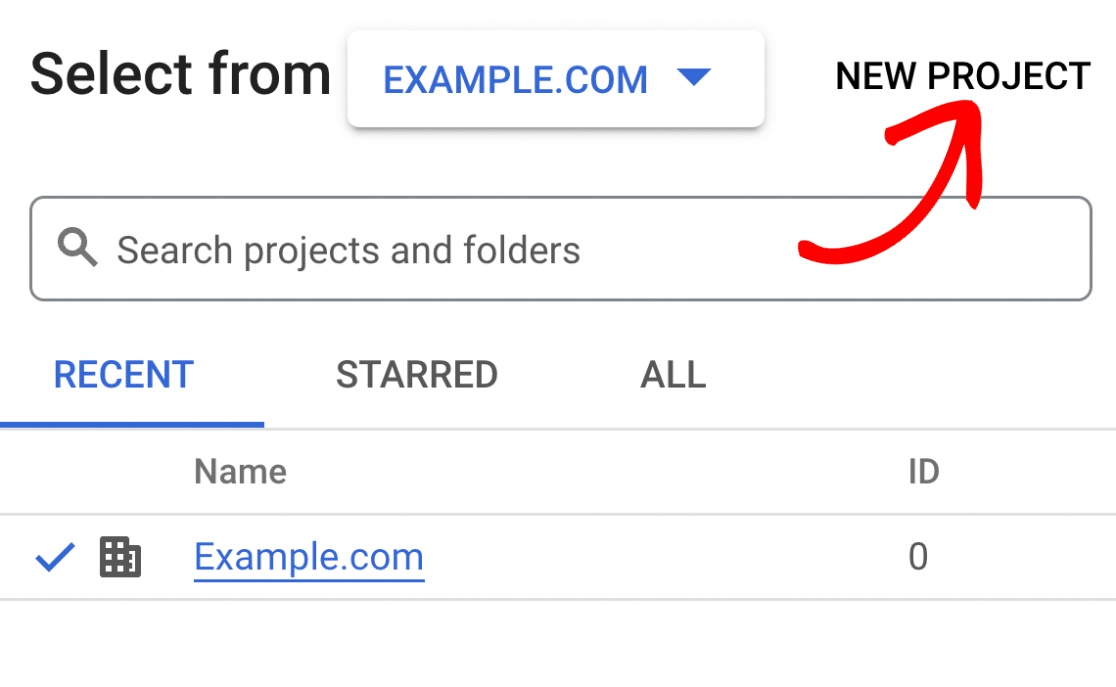 Select from EXAMPLE.COM NEW PROJECT
Search projects and folders
RECENT STARRED ALL
Name ID
Example.com 0